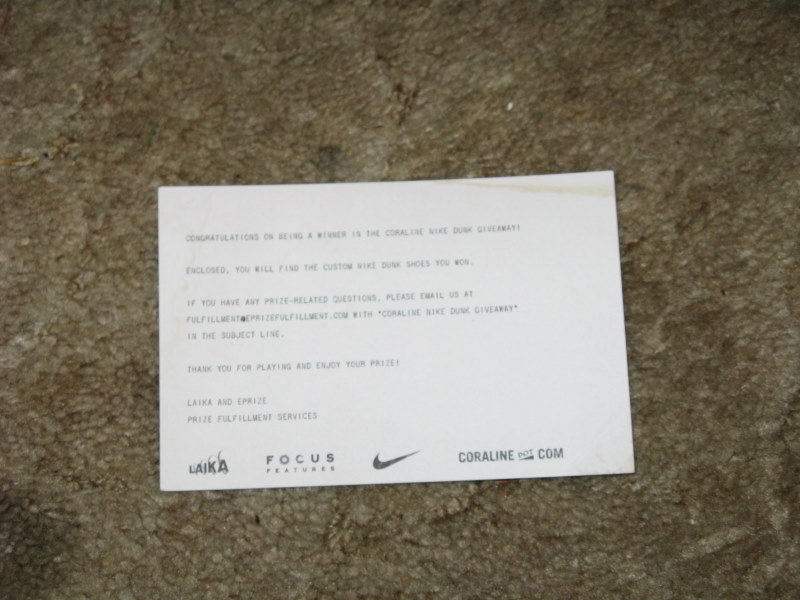 CONGRATULATIONS ON BEING A WINNER IN THE CORALINE NIKE DUNK GIVEAWAY!
ENCLOSED, YOU WILL FIND THE CUSTOM NIKE DUNK SHOES YOU WON.
IF YOU HAVE ANY PRIZE-RELATED QUESTIONS, PLEASE EMAIL US AT
FULFILLMENT@EPRIZEFULFILLMENT.COM WITH "CORALINE NIKE DUNK GIVEAWAY"
IN THE SUBJECT LINE.
THANK YOU FOR PLAYING AND ENJOY YOUR PRIZE!
LAIKA AND EPRIZE
PRIZE FULFILLMENT SERVICES
LAIKA
FOCUS
FEATURES
CORALINE DOT COM